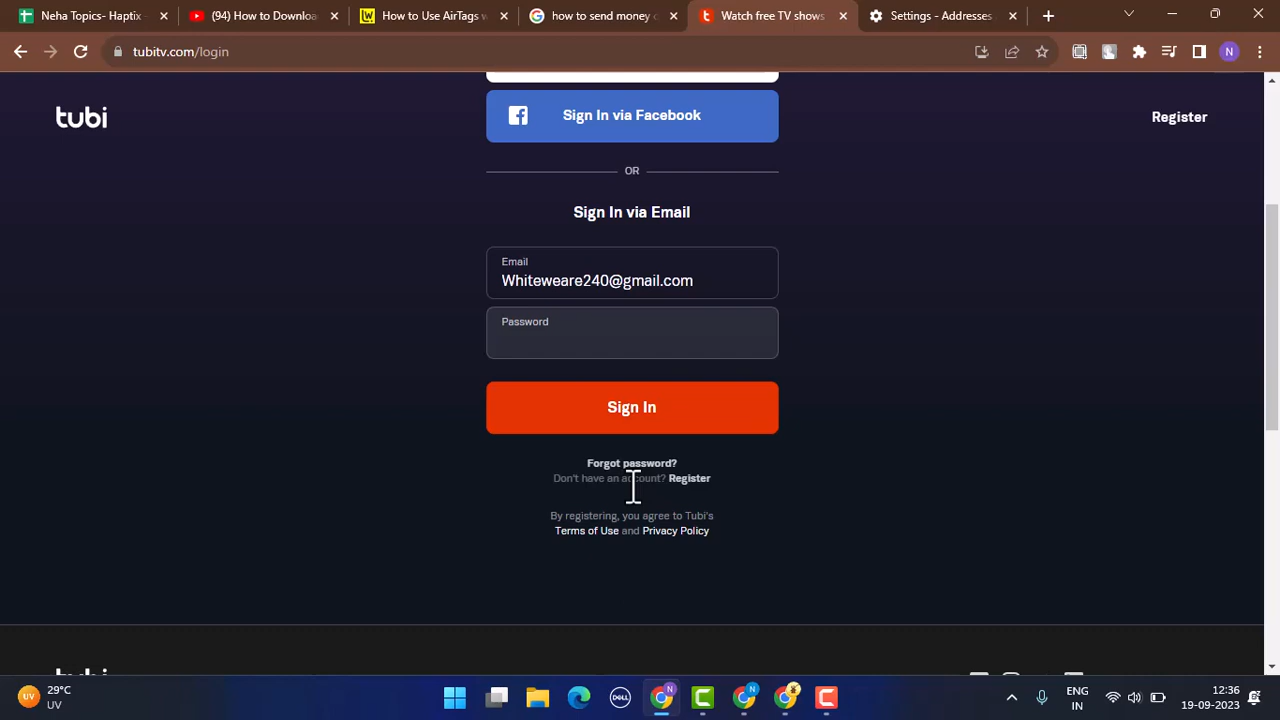 Neha Topics- Haptix
(94) How to Downloa
How to Use AirTags w
how to send money o
Watch free TV shows
Settings - Addresses
tubitv.com/login
N
tubi
Sign In via Facebook
Register
OR
Sign In via Email
Email
Whiteweare240@gmail.com
Password
Sign In
Forgot password?
Don't have an account? Register
By registering, you agree to Tubi's
Terms of Use and Privacy Policy
29°C
UV
DELL
ENG
IN
12:36
19-09-2023